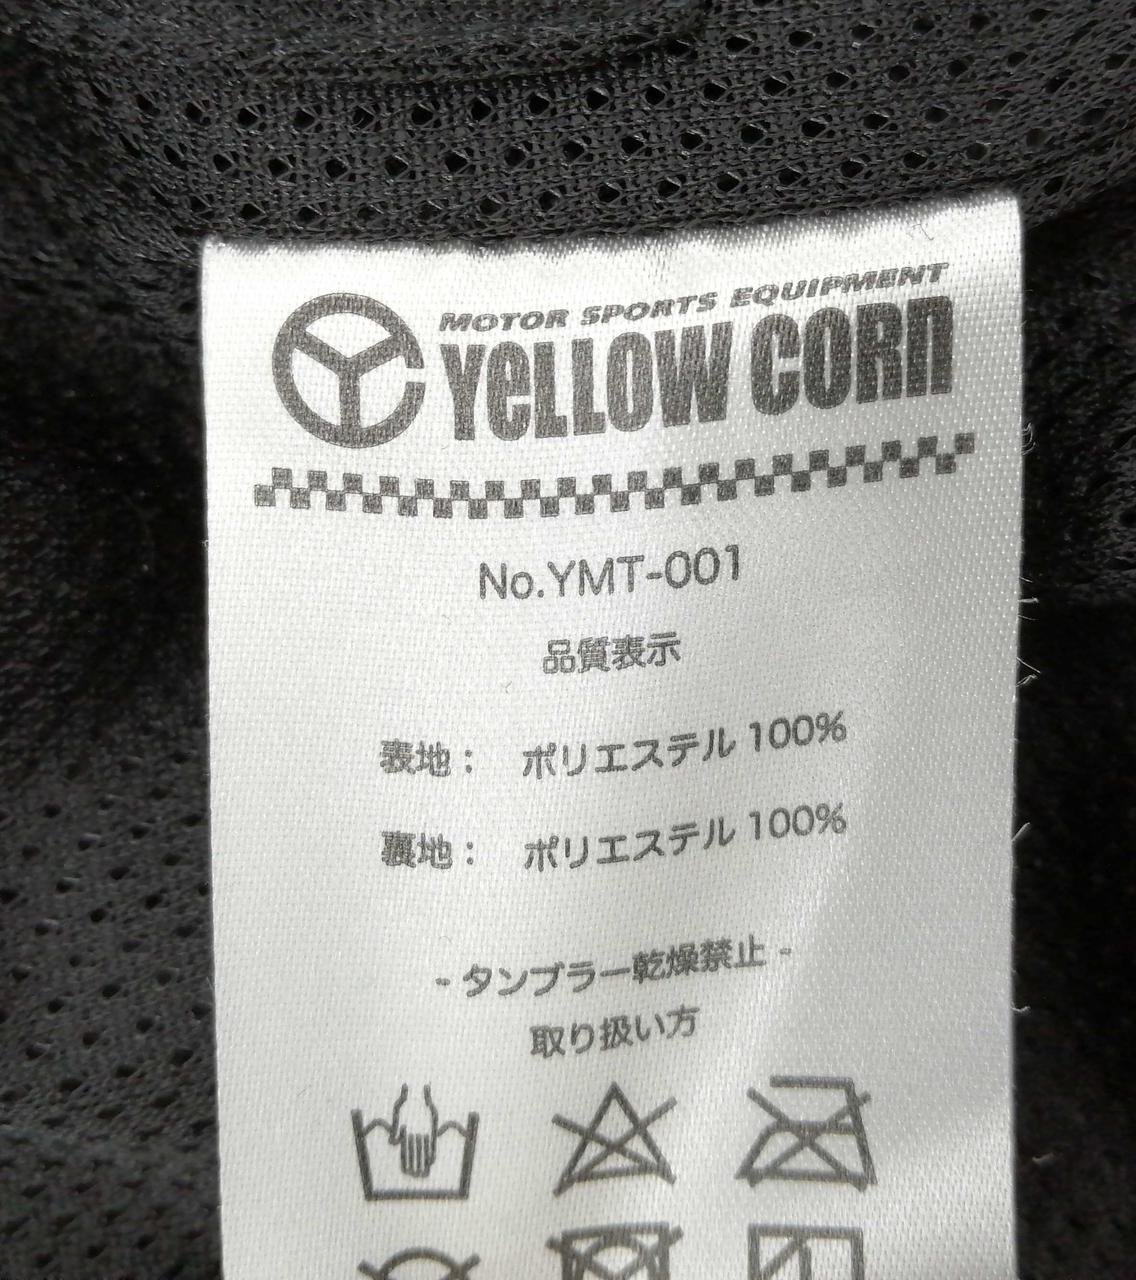 MOTOR SPORTS EQUIPMENT
YeLLOW CORn
No.YMT-001
品質表示
表地： ポリエステル 100%
裏地： ポリエステル 100%
- タンブラー乾燥禁止 -
取り扱い方